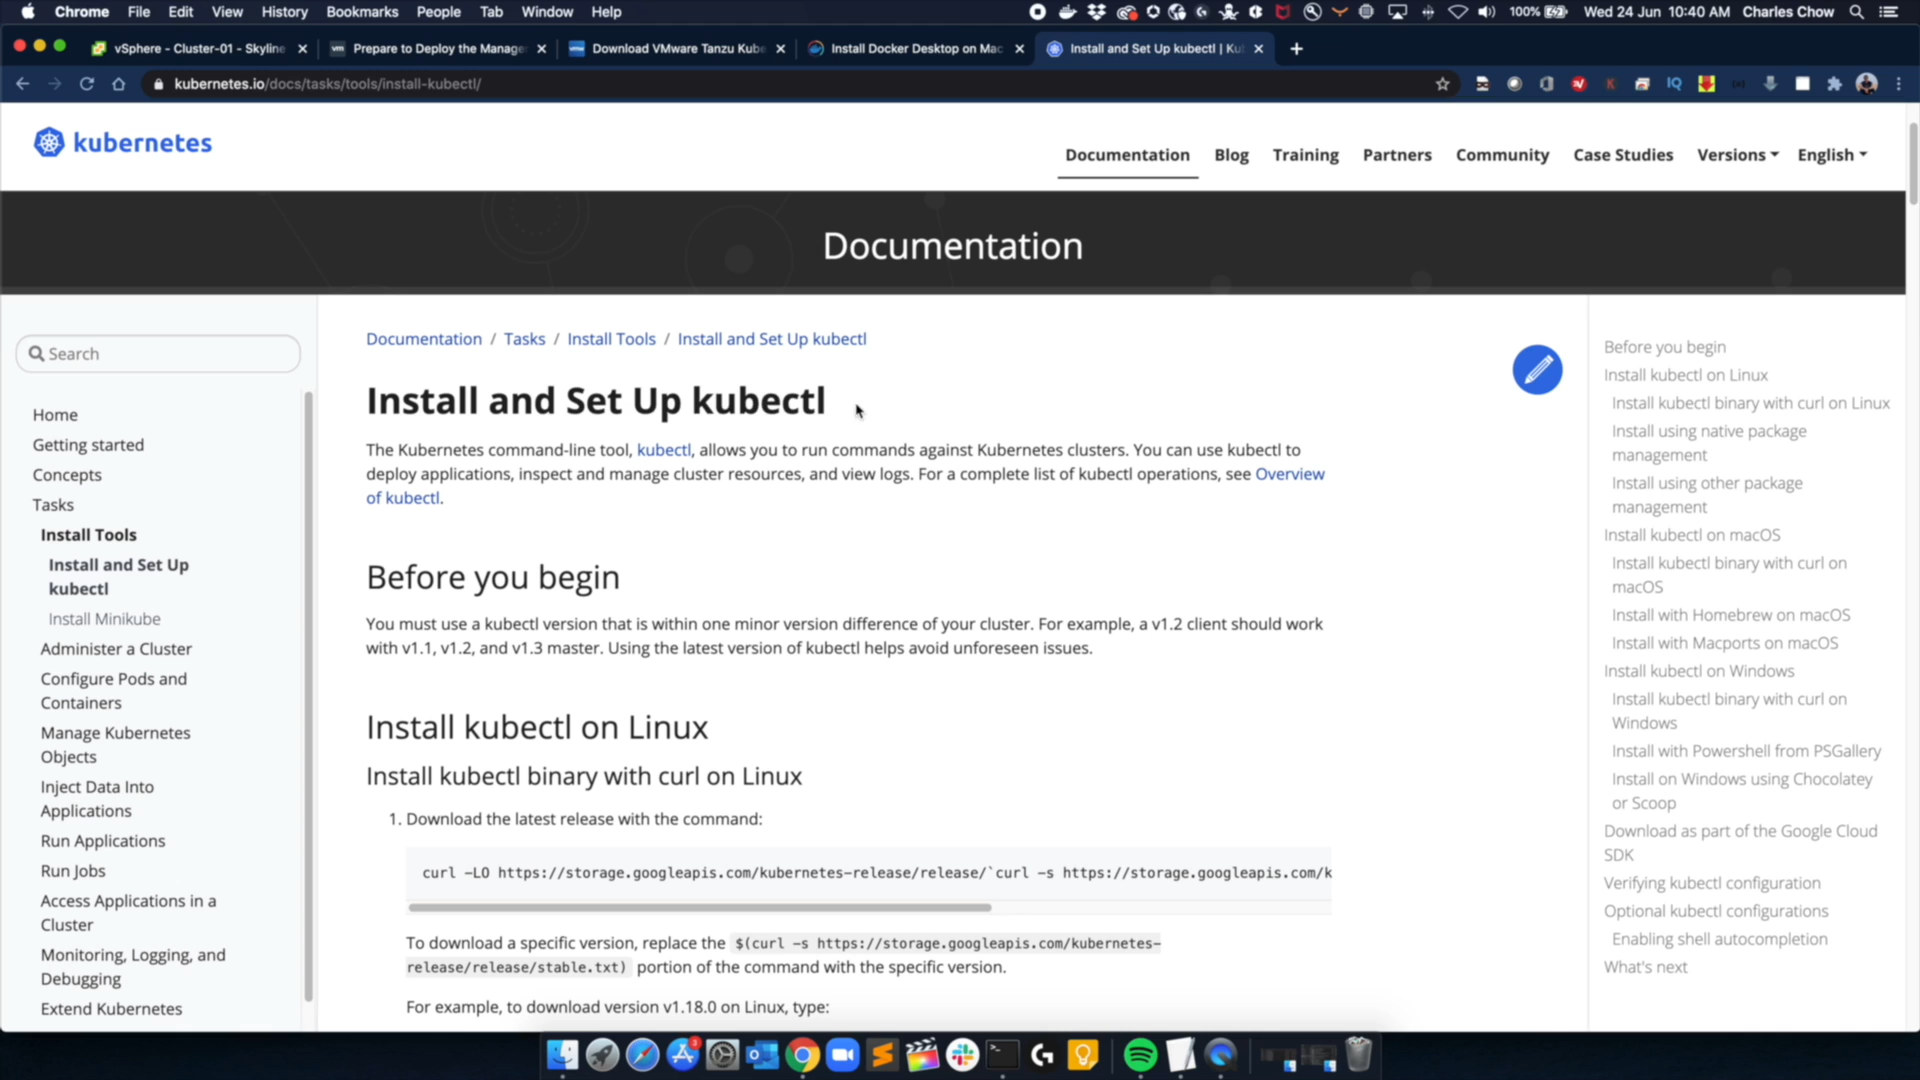 Chrome File Edit View History Bookmarks People Tab Window Help 100% Wed 24 Jun 10:40 AM Charles Chow
vSphere - Cluster-01 - Skyline Prepare to Deploy the Manage Download VMware Tanzu Kube Install Docker Desktop on Mac Install and Set Up kubectl | Ku
kubernetes.io/docs/tasks/tools/install-kubectl/
kubernetes
Documentation Blog Training Partners Community Case Studies Versions English
Documentation
Search
Home
Getting started
Concepts
Tasks
Install Tools
Install and Set Up
kubectl
Install Minikube
Administer a Cluster
Configure Pods and
Containers
Manage Kubernetes
Objects
Inject Data Into
Applications
Run Applications
Run Jobs
Access Applications in a
Cluster
Monitoring, Logging, and
Debugging
Extend Kubernetes
Documentation / Tasks / Install Tools / Install and Set Up kubectl
Install and Set Up kubectl
The Kubernetes command-line tool, kubectl, allows you to run commands against Kubernetes clusters. You can use kubectl to
deploy applications, inspect and manage cluster resources, and view logs. For a complete list of kubectl operations, see Overview
of kubectl.
Before you begin
You must use a kubectl version that is within one minor version difference of your cluster. For example, a v1.2 client should work
with v1.1, v1.2, and v1.3 master. Using the latest version of kubectl helps avoid unforeseen issues.
Install kubectl on Linux
Install kubectl binary with curl on Linux
1. Download the latest release with the command:
curl -LO https://storage.googleapis.com/kubernetes-release/release/`curl -s https://storage.googleapis.com/k
To download a specific version, replace the $(curl -s https://storage.googleapis.com/kubernetes-
release/release/stable.txt) portion of the command with the specific version.
For example, to download version v1.18.0 on Linux, type:
Before you begin
Install kubectl on Linux
Install kubectl binary with curl on Linux
Install using native package
management
Install using other package
management
Install kubectl on macOS
Install kubectl binary with curl on
macOS
Install with Homebrew on macOS
Install with Macports on macOS
Install kubectl on Windows
Install kubectl binary with curl on
Windows
Install with Powershell from PSGallery
Install on Windows using Chocolatey
or Scoop
Download as part of the Google Cloud
SDK
Verifying kubectl configuration
Optional kubectl configurations
Enabling shell autocompletion
What's next
3